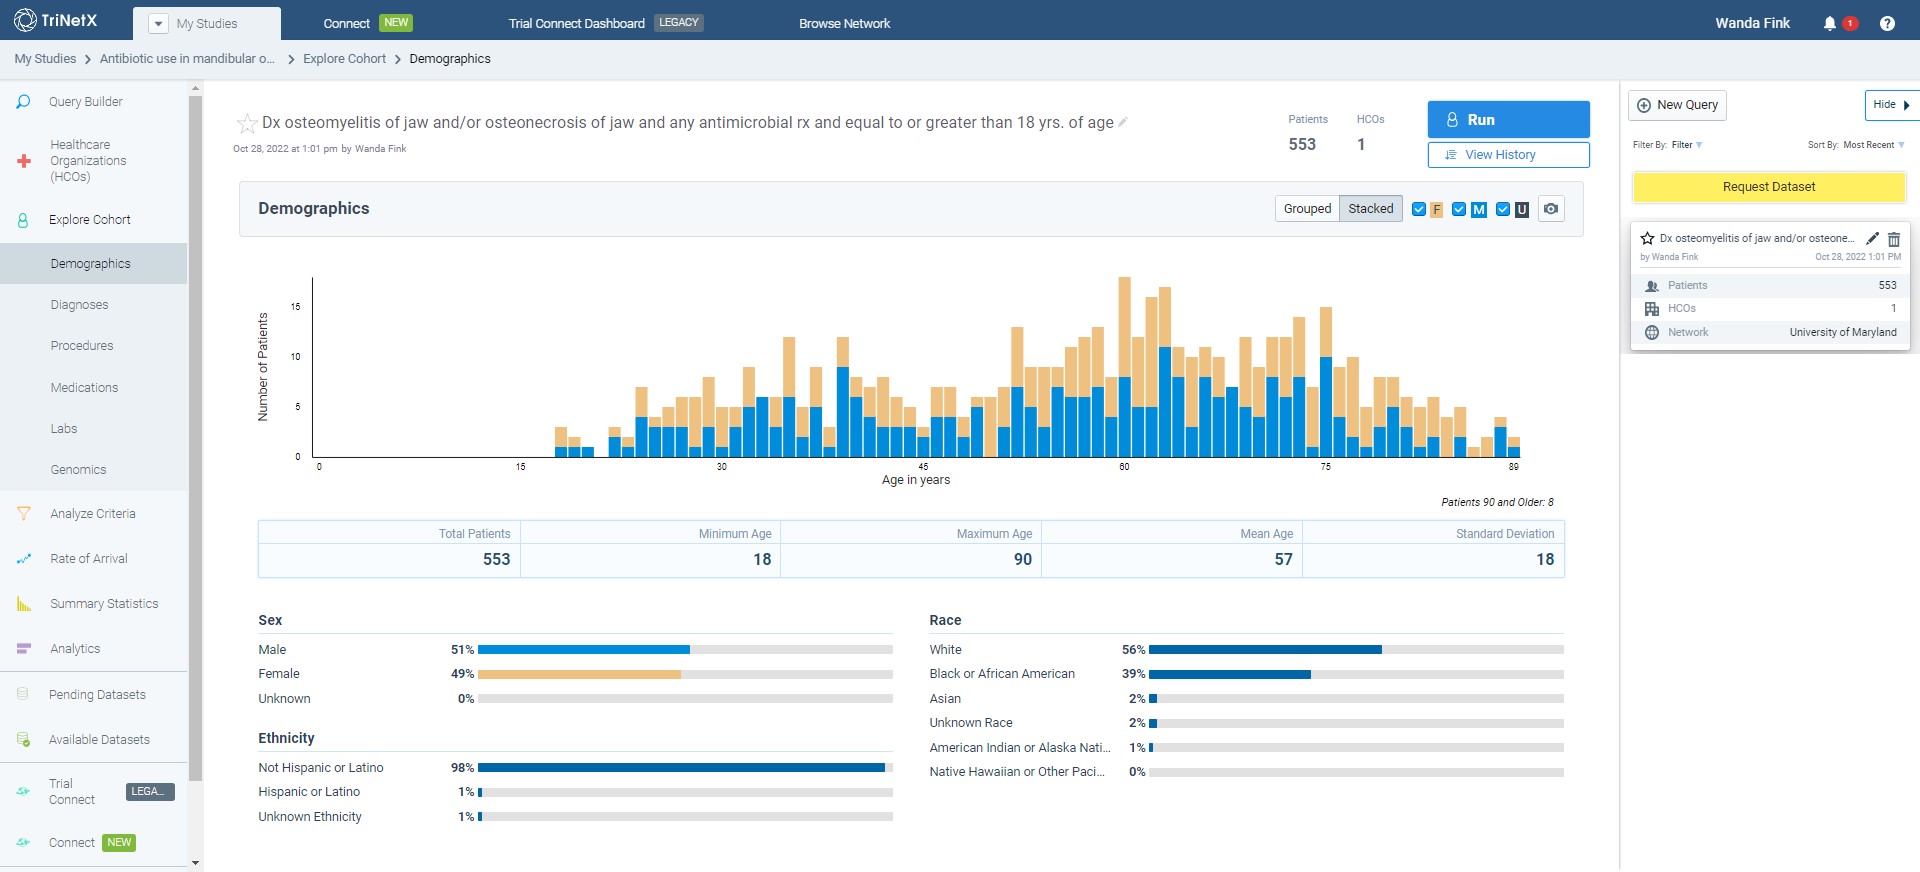 TriNetX
My Studies
Connect NEW
Trial Connect Dashboard LEGACY
Browse Network
Wanda Fink
1
?
My Studies > Antibiotic use in mandibular o... > Explore Cohort > Demographics
Query Builder
Healthcare
Organizations
(HCOs)
Explore Cohort
Demographics
Diagnoses
Procedures
Medications
Labs
Genomics
Analyze Criteria
Rate of Arrival
Summary Statistics
Analytics
Pending Datasets
Available Datasets
Trial
Connect
LEGA...
Connect NEW
Dx osteomyelitis of jaw and/or osteonecrosis of jaw and any antimicrobial rx and equal to or greater than 18 yrs. of age
Oct 28, 2022 at 1:01 pm by Wanda Fink
Patients
553
HCOs
1
Run
View History
Demographics
Grouped Stacked F M U
Number of Patients
15
10
5
0
0 15 30 45 60 75 89
Age in years
Patients 90 and Older: 8
Total Patients Minimum Age Maximum Age Mean Age Standard Deviation
553 18 90 57 18
Sex
Male 51%
Female 49%
Unknown 0%
Ethnicity
Not Hispanic or Latino 98%
Hispanic or Latino 1%
Unknown Ethnicity 1%
Race
White 56%
Black or African American 39%
Asian 2%
Unknown Race 2%
American Indian or Alaska Nati... 1%
Native Hawaiian or Other Paci... 0%
New Query
Hide
Filter By: Filter
Sort By: Most Recent
Request Dataset
Dx osteomyelitis of jaw and/or osteone...
by Wanda Fink Oct 28, 2022 1:01 PM
Patients 553
HCOs 1
Network University of Maryland